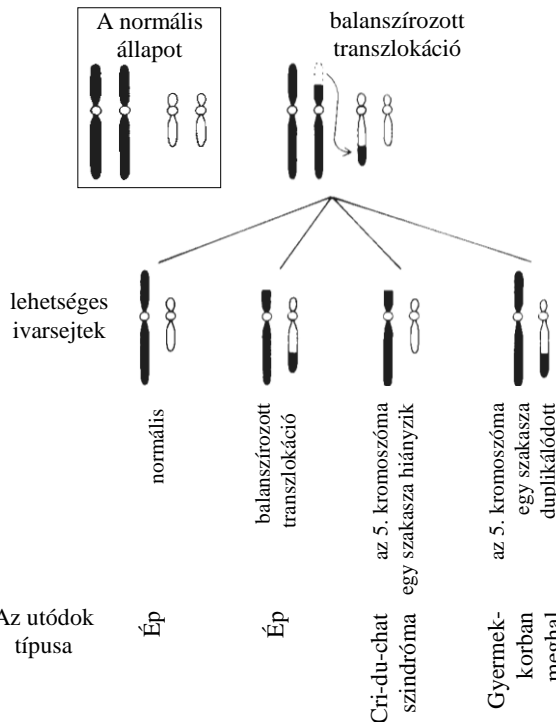 A normális
állapot
balanszírozott
transzlokáció
lehetséges
ivarsejtek
normális
balanszírozott
transzlokáció
az 5. kromoszóma
egy szakasza hiányzik
az 5. kromoszóma
egy szakasza
duplikálódott
Az utódok
típusa
Ép
Ép
Cri-du-chat
szindróma
Gyermek-
korban
meghal